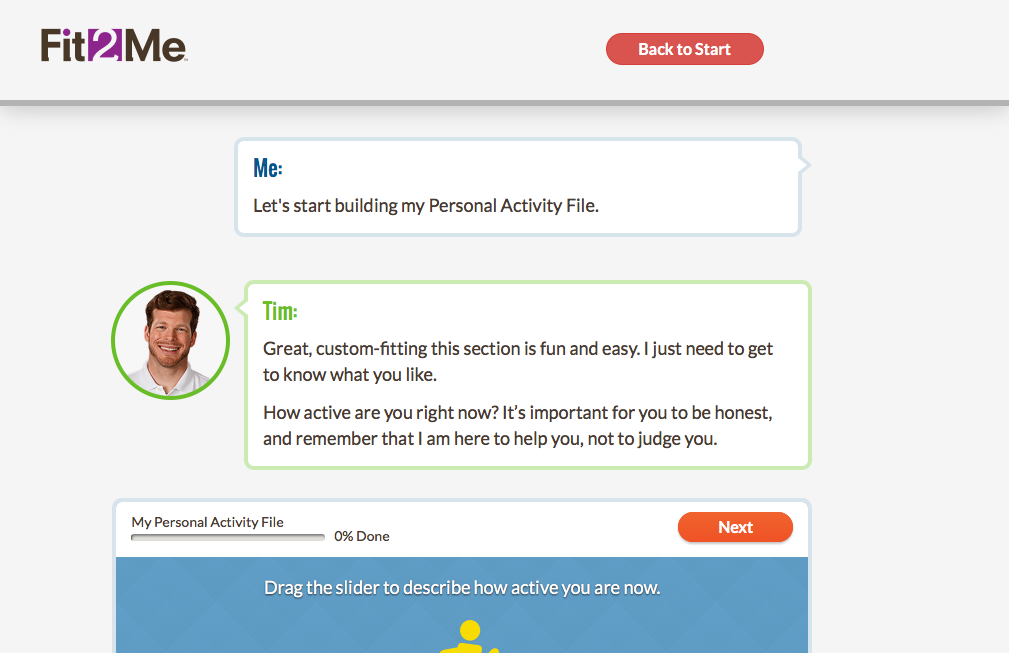 Fit2Me™
Back to Start
Me:
Let's start building my Personal Activity File.
Tim:
Great, custom-fitting this section is fun and easy. I just need to get
to know what you like.
How active are you right now? It’s important for you to be honest,
and remember that I am here to help you, not to judge you.
My Personal Activity File
0% Done
Next
Drag the slider to describe how active you are now.